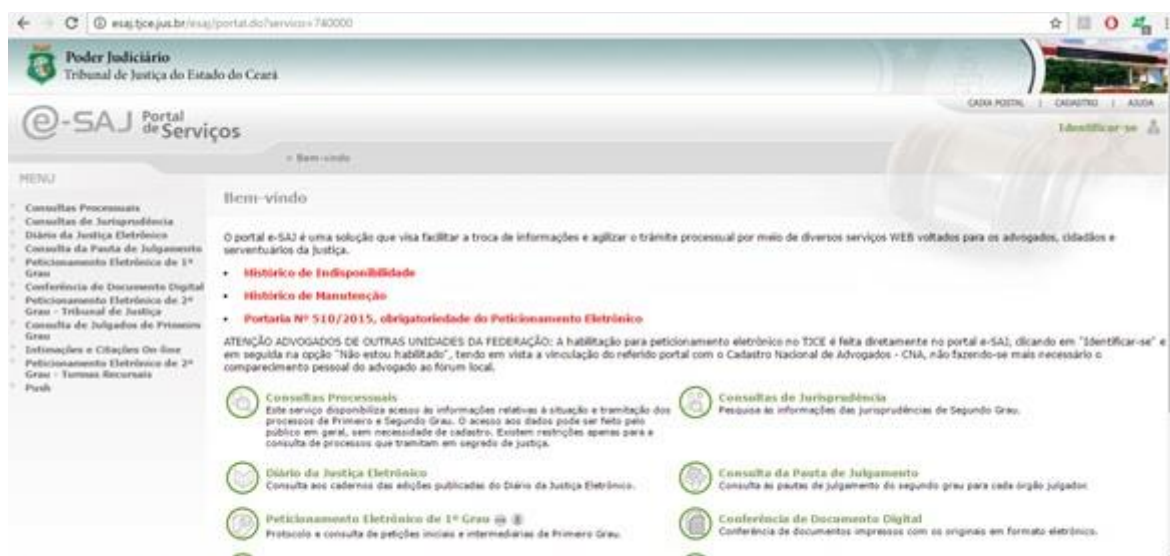 esaj.tjce.jus.br/esaj/portal.do?servico=740000
Poder Judiciário
Tribunal de Justiça do Estado do Ceará
CAIXA POSTAL | CADASTRO | AJUDA
e-SAJ Portal de Serviços
Identificar-se
> Bem-vindo
MENU
Consultas Processuais
Consultas de Jurisprudência
Diário da Justiça Eletrônico
Consulta da Pauta de Julgamento
Peticionamento Eletrônico de 1º
Grau
Conferência de Documento Digital
Peticionamento Eletrônico de 2º
Grau - Tribunal de Justiça
Consulta de Julgados de Primeiro
Grau
Intimações e Citações On-line
Peticionamento Eletrônico de 2º
Grau - Turmas Recursais
Push
Bem-vindo
O portal e-SAJ é uma solução que visa facilitar a troca de informações e agilizar o trâmite processual por meio de diversos serviços WEB voltados para os advogados, cidadãos e
serventuários da justiça.
• Histórico de Indisponibilidade
• Histórico de Manutenção
• Portaria Nº 510/2015, obrigatoriedade do Peticionamento Eletrônico
ATENÇÃO ADVOGADOS DE OUTRAS UNIDADES DA FEDERAÇÃO: A habilitação para peticionamento eletrônico no TJCE é feita diretamente no portal e-SAJ, clicando em "Identificar-se" e
em seguida na opção "Não estou habilitado", tendo em vista a vinculação do referido portal com o Cadastro Nacional de Advogados - CNA, não fazendo-se mais necessário o
comparecimento pessoal do advogado ao fórum local.
Consultas Processuais
Este serviço disponibiliza acesso às informações relativas à situação e tramitação dos
processos de Primeiro e Segundo Grau. O acesso aos dados pode ser feito pelo
público em geral, sem necessidade de cadastro. Existem restrições apenas para a
consulta de processos que tramitam em segredo de justiça.
Consultas de Jurisprudência
Pesquisa às informações das jurisprudências de Segundo Grau.
Diário da Justiça Eletrônico
Consulta aos cadernos das edições publicadas do Diário da Justiça Eletrônico.
Consulta da Pauta de Julgamento
Consulta às pautas de julgamento do segundo grau para cada órgão julgador.
Peticionamento Eletrônico de 1º Grau
Protocolo e consulta de petições iniciais e intermediárias de Primeiro Grau.
Conferência de Documento Digital
Conferência de documentos impressos com os originais em formato eletrônico.